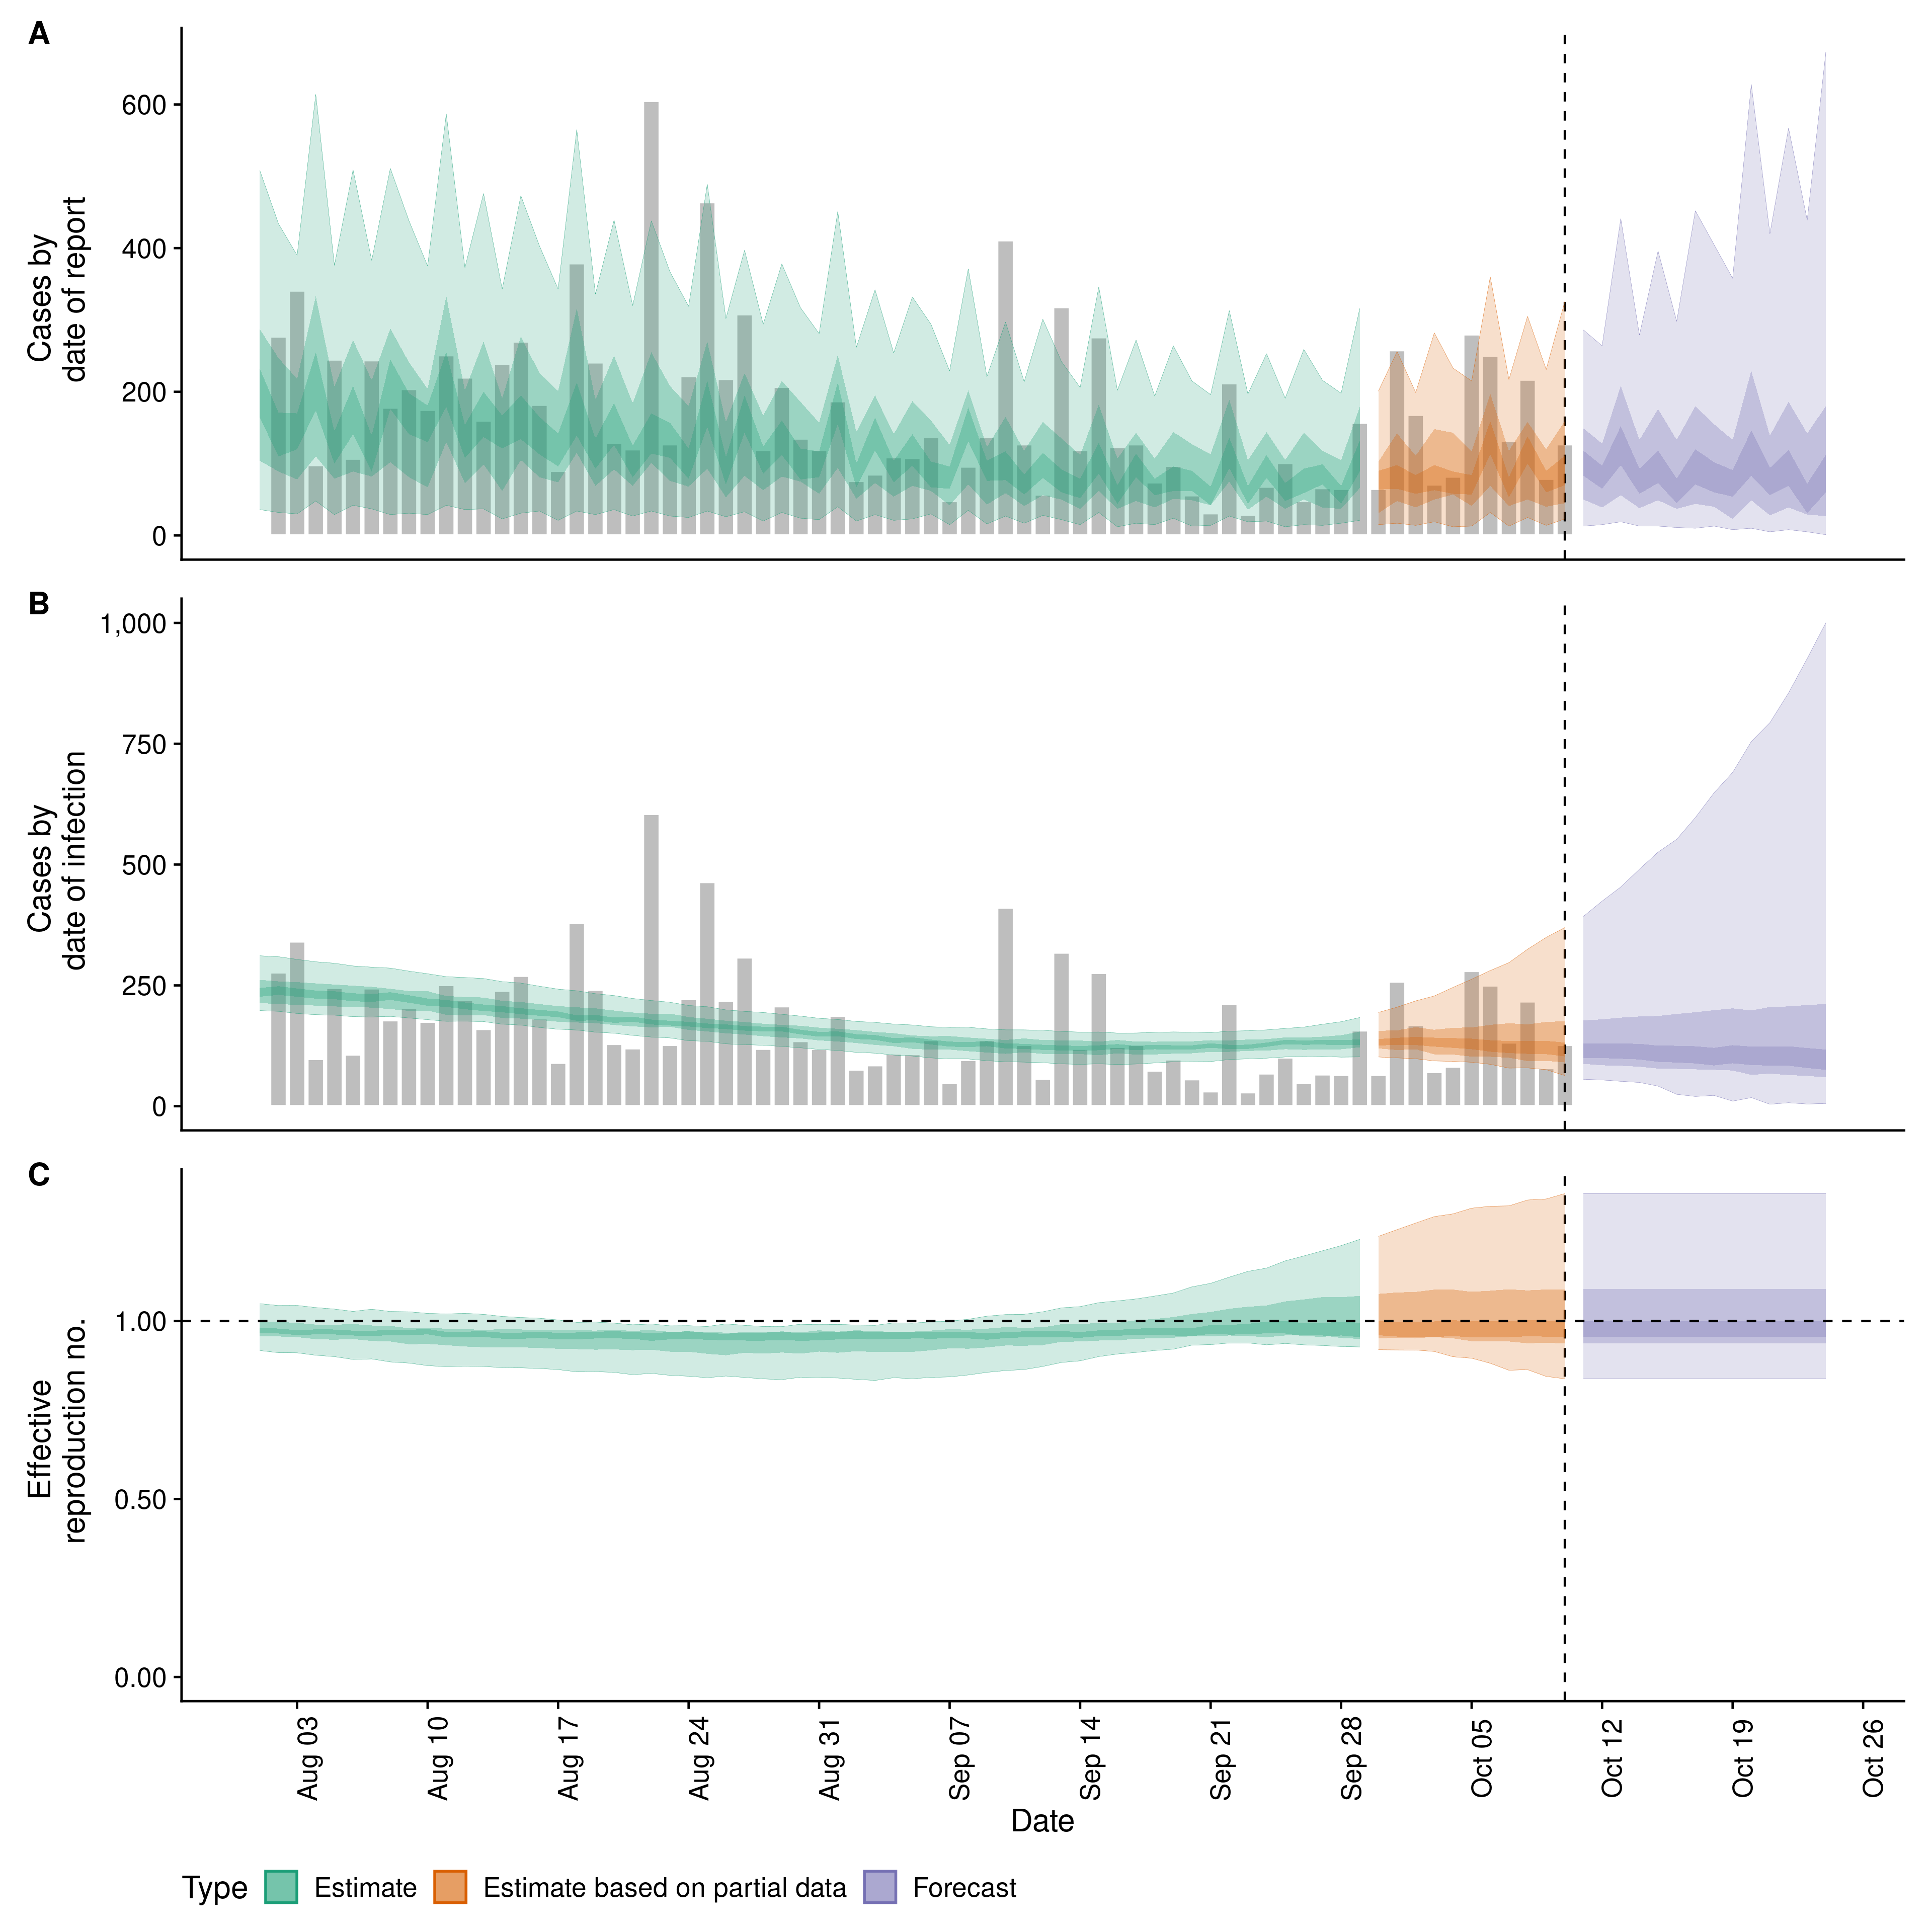 A
Cases by
date of report
600
400
200
0
B
Cases by
date of infection
1,000
750
500
250
0
C
Effective
reproduction no.
1.00
0.50
0.00
Aug 03
Aug 10
Aug 17
Aug 24
Aug 31
Sep 07
Sep 14
Sep 21
Sep 28
Oct 05
Oct 12
Oct 19
Oct 26
Date
Type Estimate Estimate based on partial data Forecast